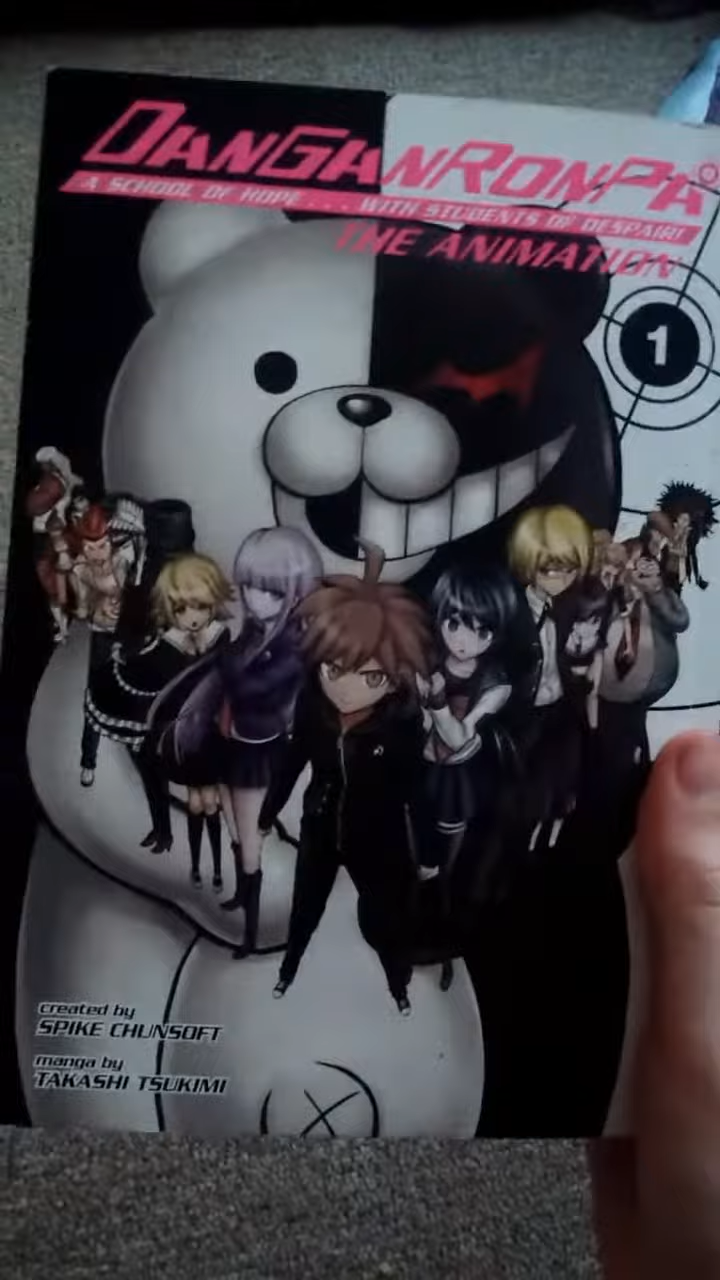 DANGANRONPA
A SCHOOL OF HOPE . . . WITH STUDENTS OF DESPAIR!
THE ANIMATION
1
created by
SPIKE CHUNSOFT
manga by
TAKASHI TSUKIMI